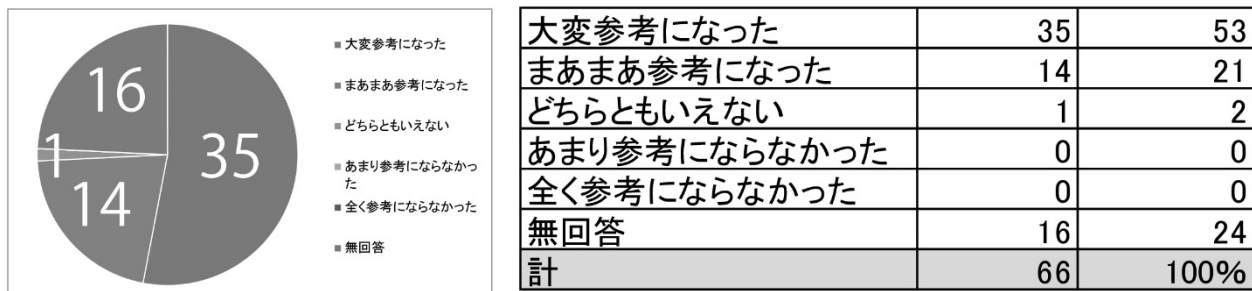 16
35
1
14
■大変参考になった
■まあまあ参考になった
■どちらともいえない
■あまり参考にならなかっ
た
■全く参考にならなかった
■無回答
大変参考になった 35 53
まあまあ参考になった 14 21
どちらともいえない 1 2
あまり参考にならなかった 0 0
全く参考にならなかった 0 0
無回答 16 24
計 66 100%